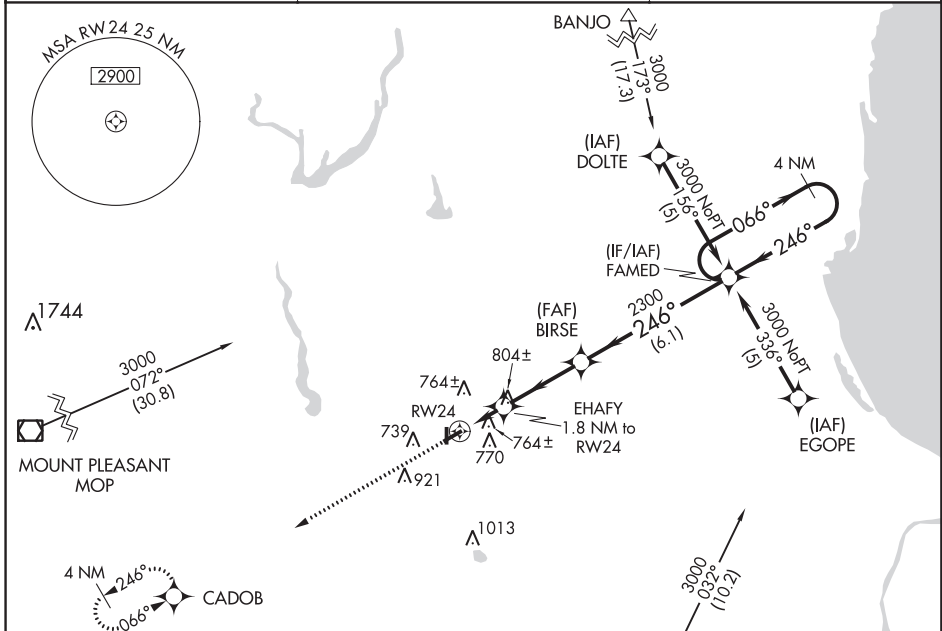 MSA RW24 25 NM
2900
BANJO
3000
173°
(17.3)
(IAF)
DOLTE
3000 NoPT
156°
(5)
4 NM
066°
246°
(IF/IAF)
FAMED
2300
246°
(6.1)
(FAF)
BIRSE
3000 NoPT
336°
(5)
(IAF)
EGOPE
1744
3000
072°
(30.8)
MOUNT PLEASANT
MOP
804±
764±
RW24
EHAFY
1.8 NM to
RW24
739
764±
770
921
1013
4 NM
246°
066°
CADOB
3000
032°
(10.2)